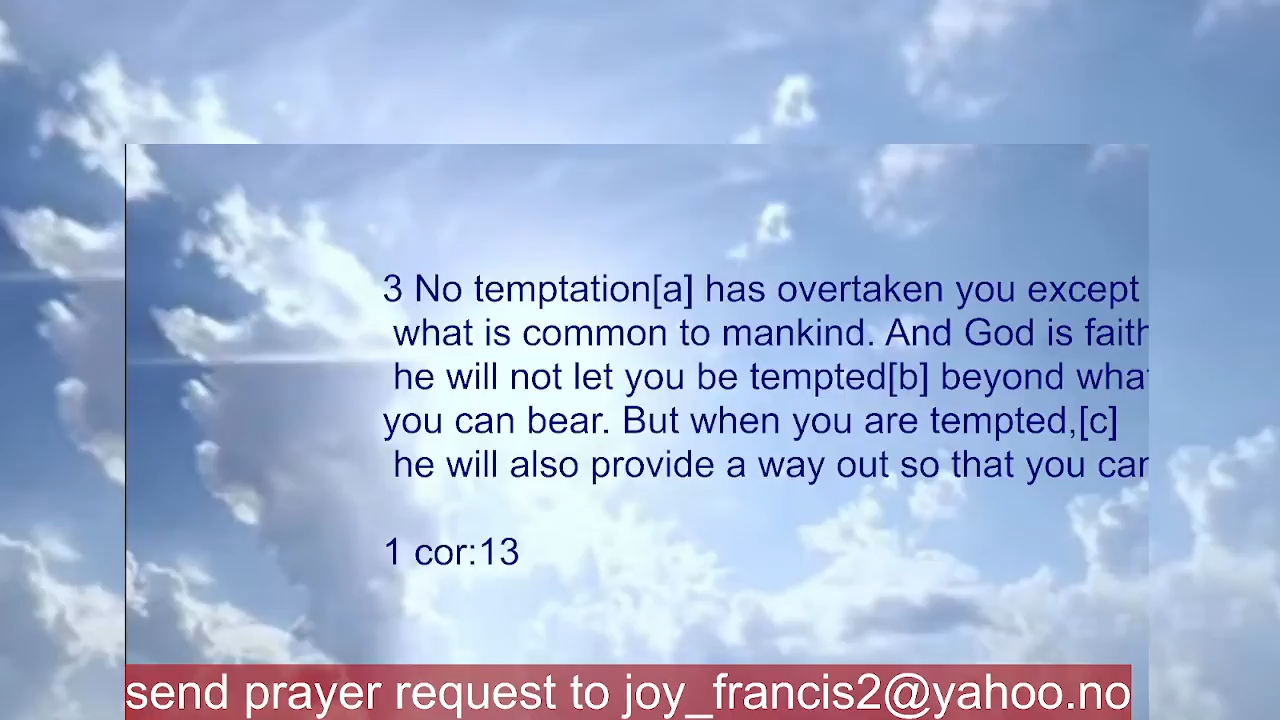 3 No temptation[a] has overtaken you except
what is common to mankind. And God is faith
he will not let you be tempted[b] beyond what
you can bear. But when you are tempted,[c]
he will also provide a way out so that you can
1 cor:13
send prayer request to joy_francis2@yahoo.no